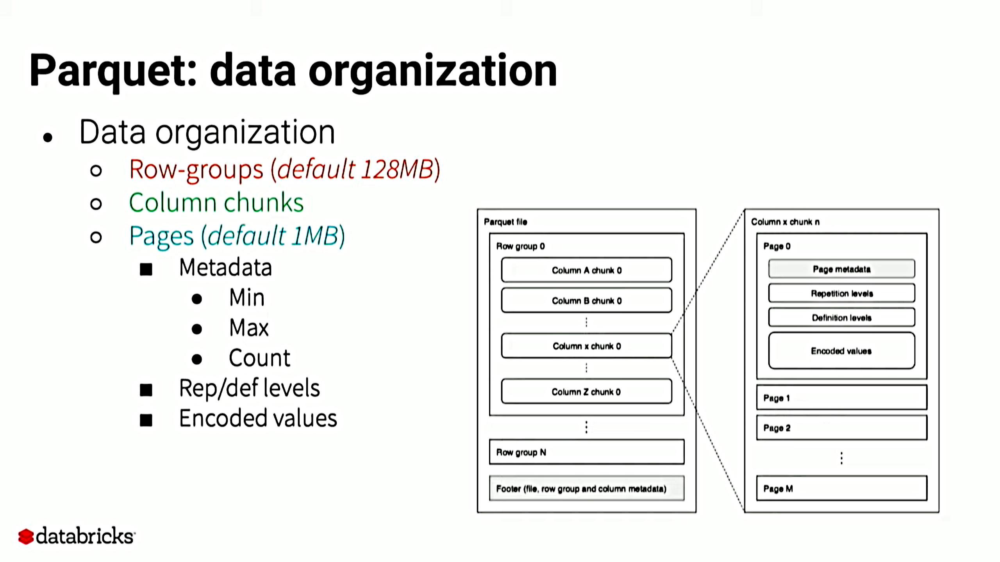 Parquet: data organization
Data organization
Row-groups (default 128MB)
Column chunks
Pages (default 1MB)
Metadata
Min
Max
Count
Rep/def levels
Encoded values
Parquet file
Row group 0
Column A chunk 0
Column B chunk 0
Column x chunk 0
Column Z chunk 0
Row group N
Footer (file, row group and column metadata)
Column x chunk n
Page 0
Page metadata
Repetition levels
Definition levels
Encoded values
Page 1
Page 2
Page M
databricks